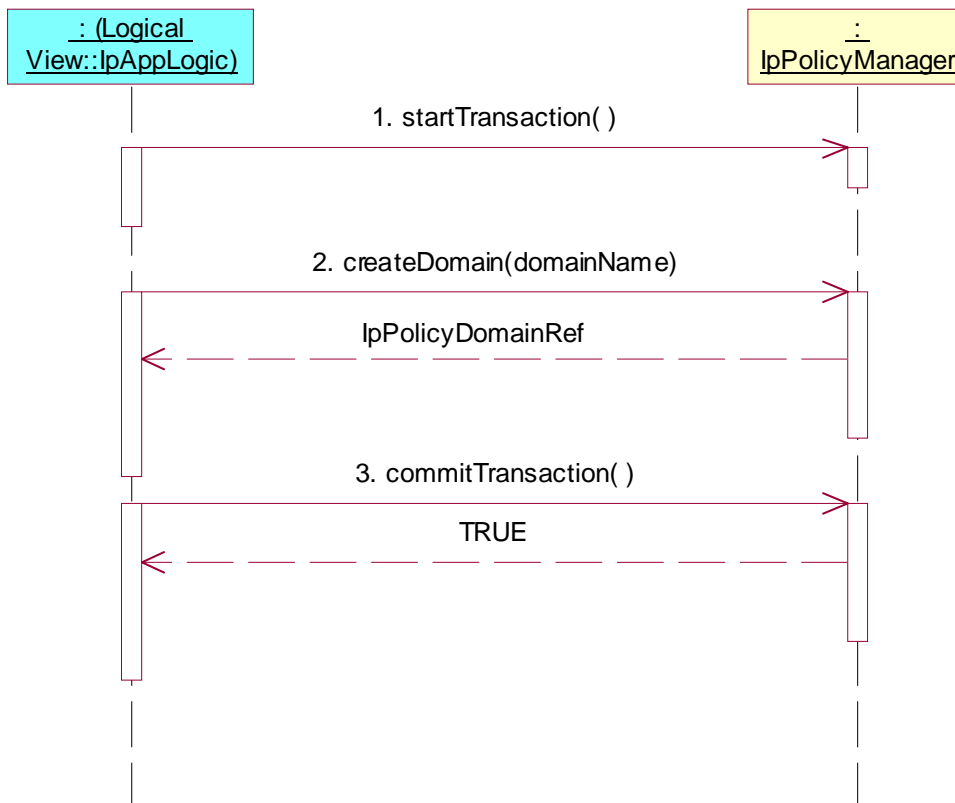 : (Logical
View::IpAppLogic)
:
IpPolicyManager
1. startTransaction( )
2. createDomain(domainName)
IpPolicyDomainRef
3. commitTransaction( )
TRUE